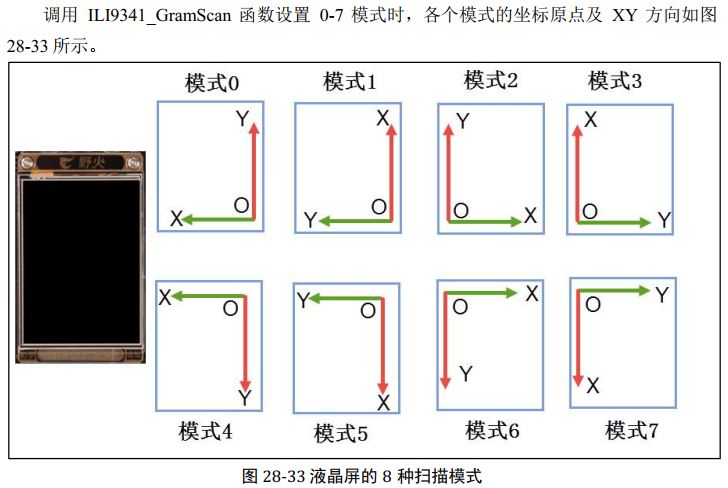 调用 ILI9341_GramScan 函数设置 0-7 模式时，各个模式的坐标原点及 XY 方向如图
28-33 所示。
模式0 模式1 模式2 模式3
野火
Y X Y X
X O Y O O X O Y
X O Y O O X O Y
Y X Y X
模式4 模式5 模式6 模式7
图 28-33 液晶屏的 8 种扫描模式